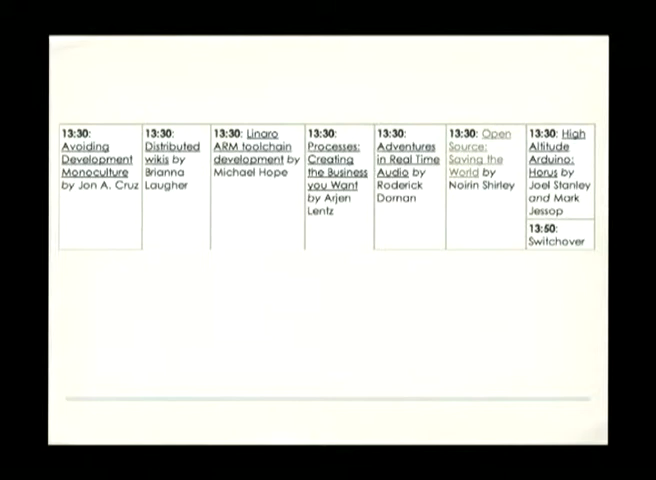 13:30:
Avoiding
Development
Monoculture
by Jon A. Cruz
13:30:
Distributed
wikis by
Brianna
Laugher
13:30: Linaro
ARM toolchain
development by
Michael Hope
13:30:
Processes:
Creating
the Business
you Want
by Arjen
Lentz
13:30:
Adventures
in Real Time
Audio by
Roderick
Dornan
13:30: Open
Source:
Saving the
World by
Noirin Shirley
13:30: High
Altitude
Arduino:
Horus by
Joel Stanley
and Mark
Jessop
13:50:
Switchover